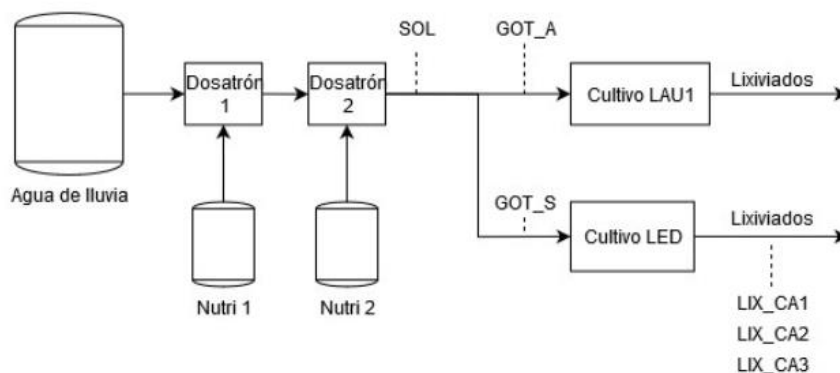 SOL
GOT_A
Dosatrón
1
Dosatrón
2
Cultivo LAU1
Lixiviados
Agua de lluvia
GOT_S
Cultivo LED
Lixiviados
Nutri 1
Nutri 2
LIX_CA1
LIX_CA2
LIX_CA3